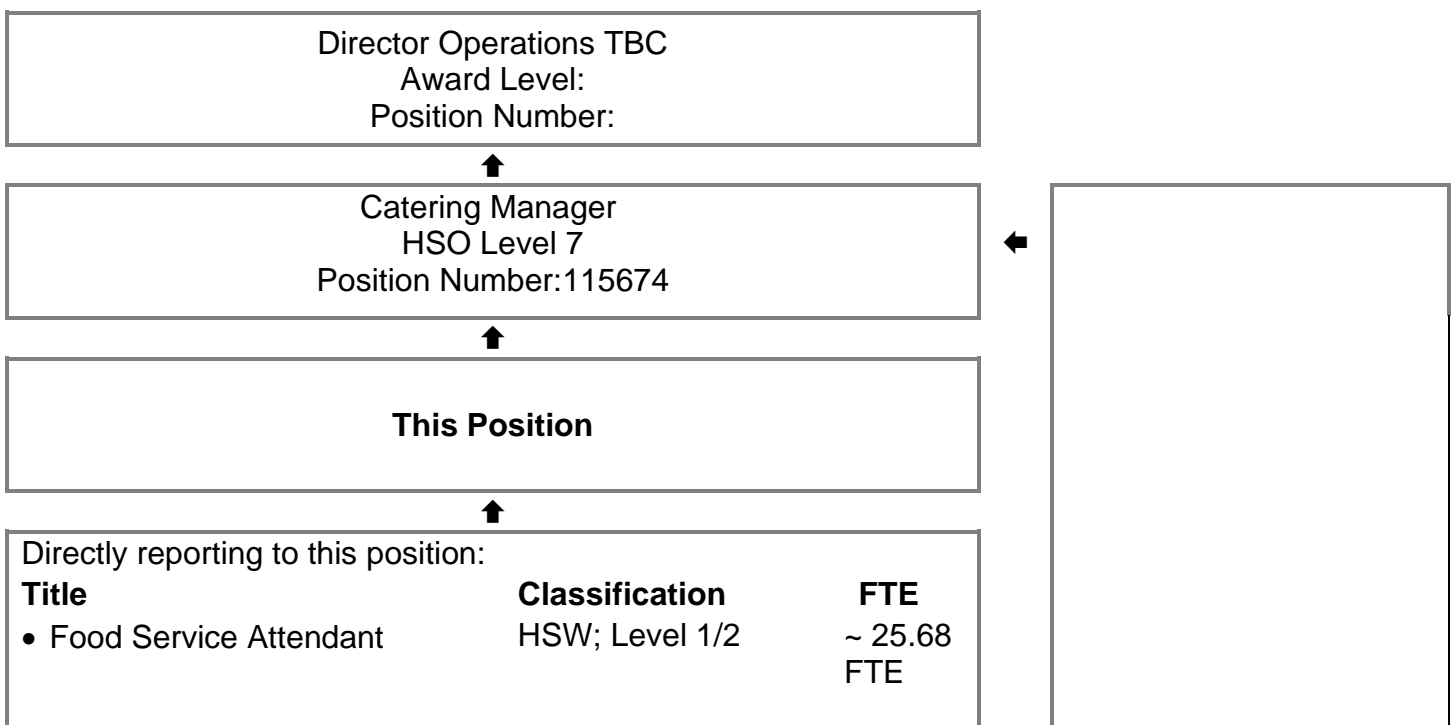 Director Operations TBC
Award Level:
Position Number:
Catering Manager
HSO Level 7
Position Number:115674
This Position
Directly reporting to this position:
Title Classification FTE
• Food Service Attendant HSW; Level 1/2 ~ 25.68
FTE